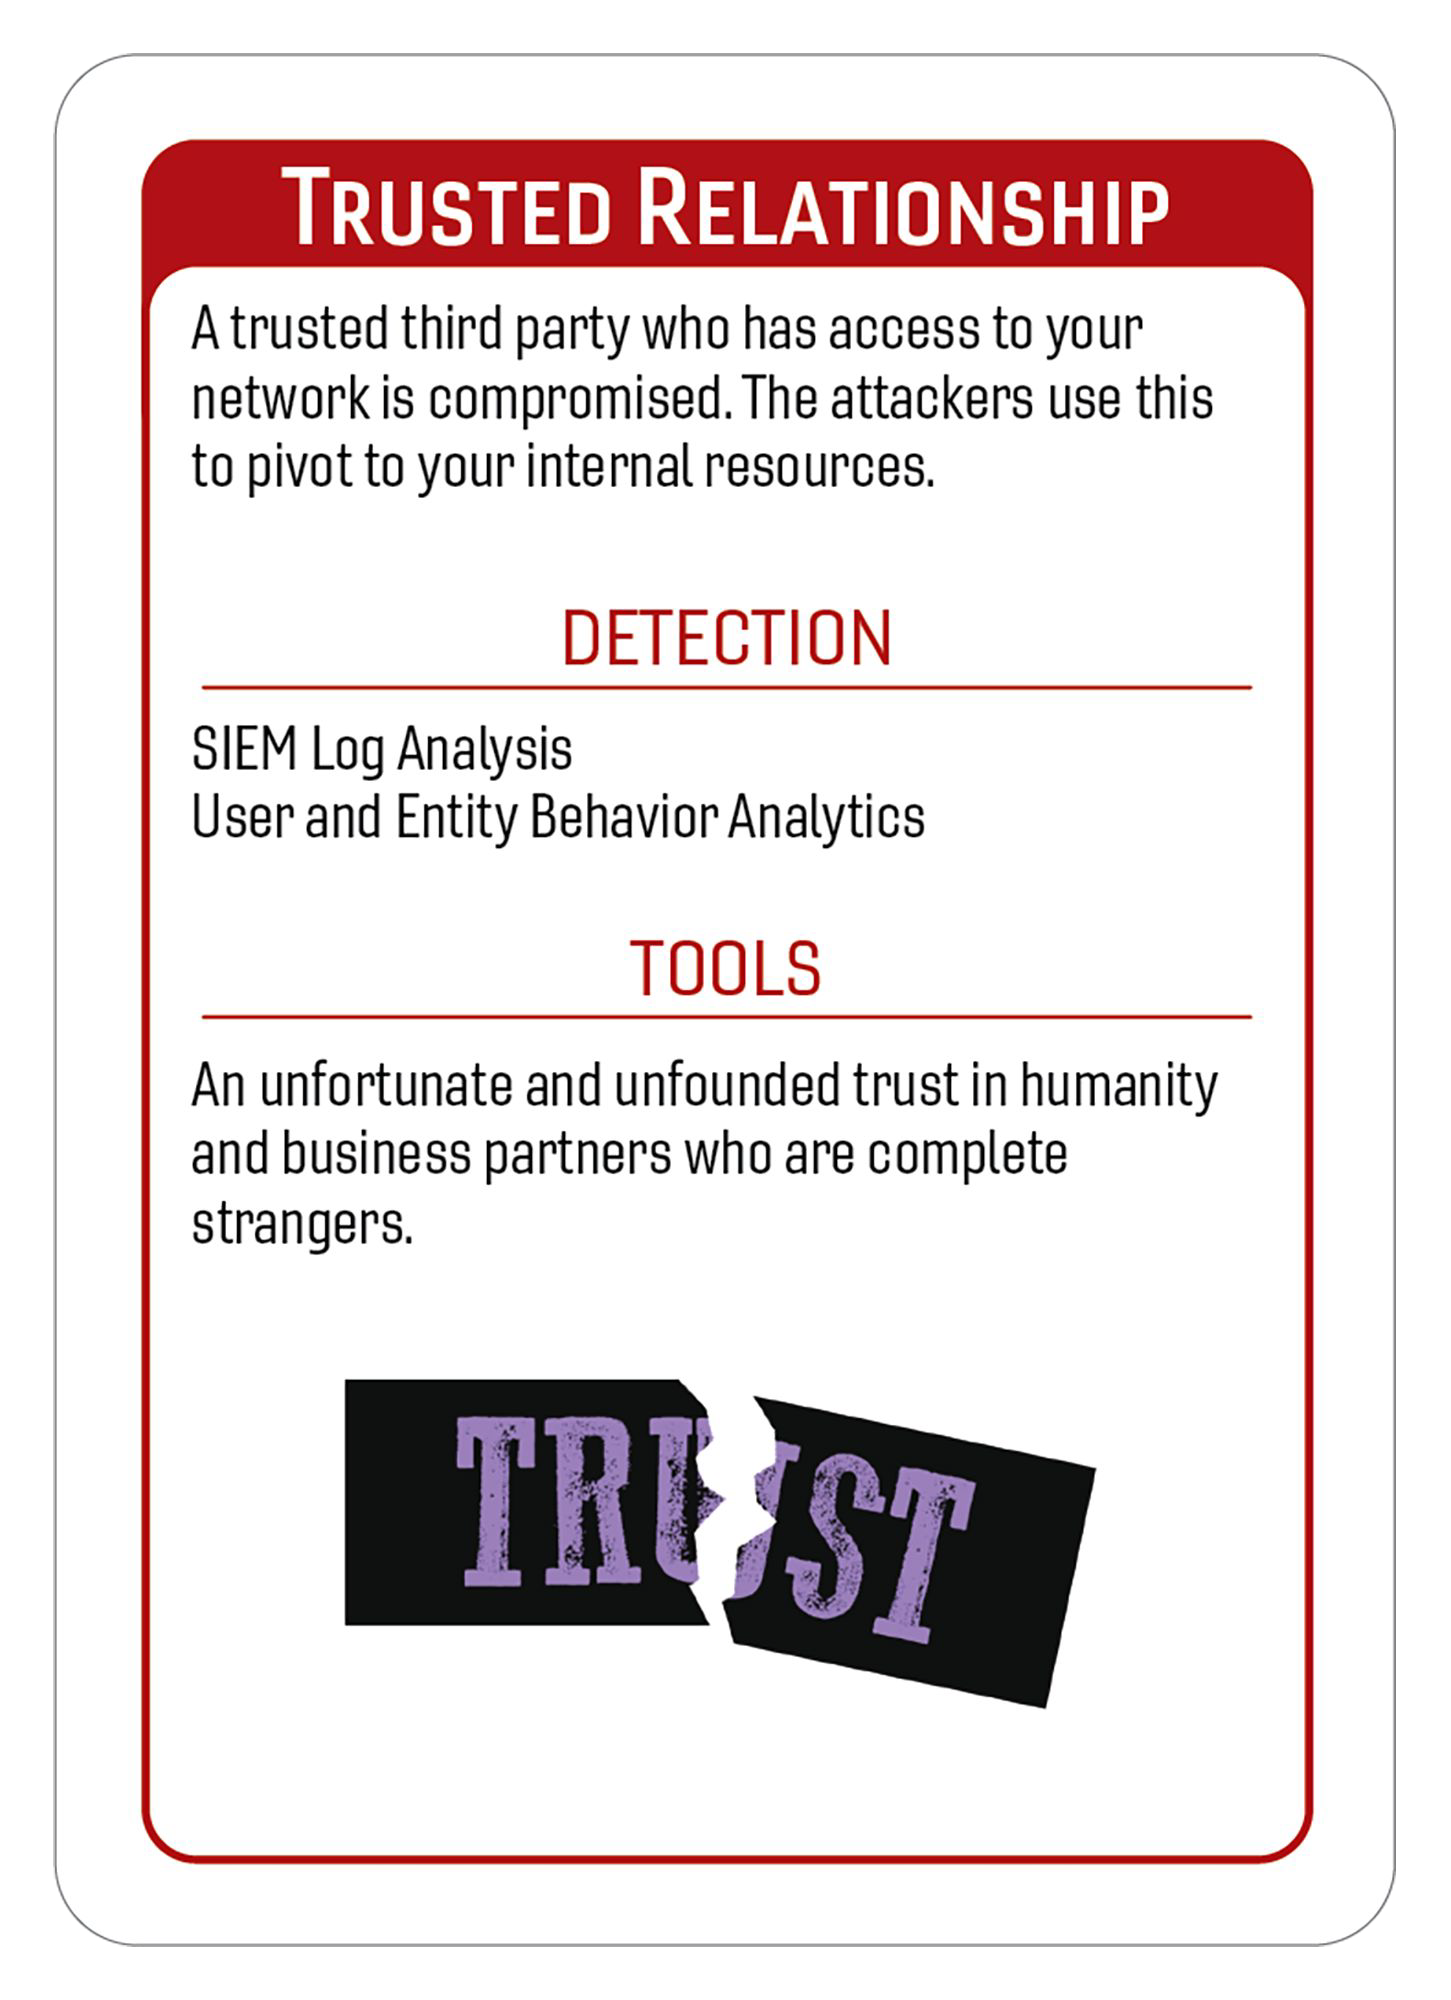 Trusted Relationship
A trusted third party who has access to your
network is compromised. The attackers use this
to pivot to your internal resources.
DETECTION
SIEM Log Analysis
User and Entity Behavior Analytics
TOOLS
An unfortunate and unfounded trust in humanity
and business partners who are complete
strangers.
TRUST